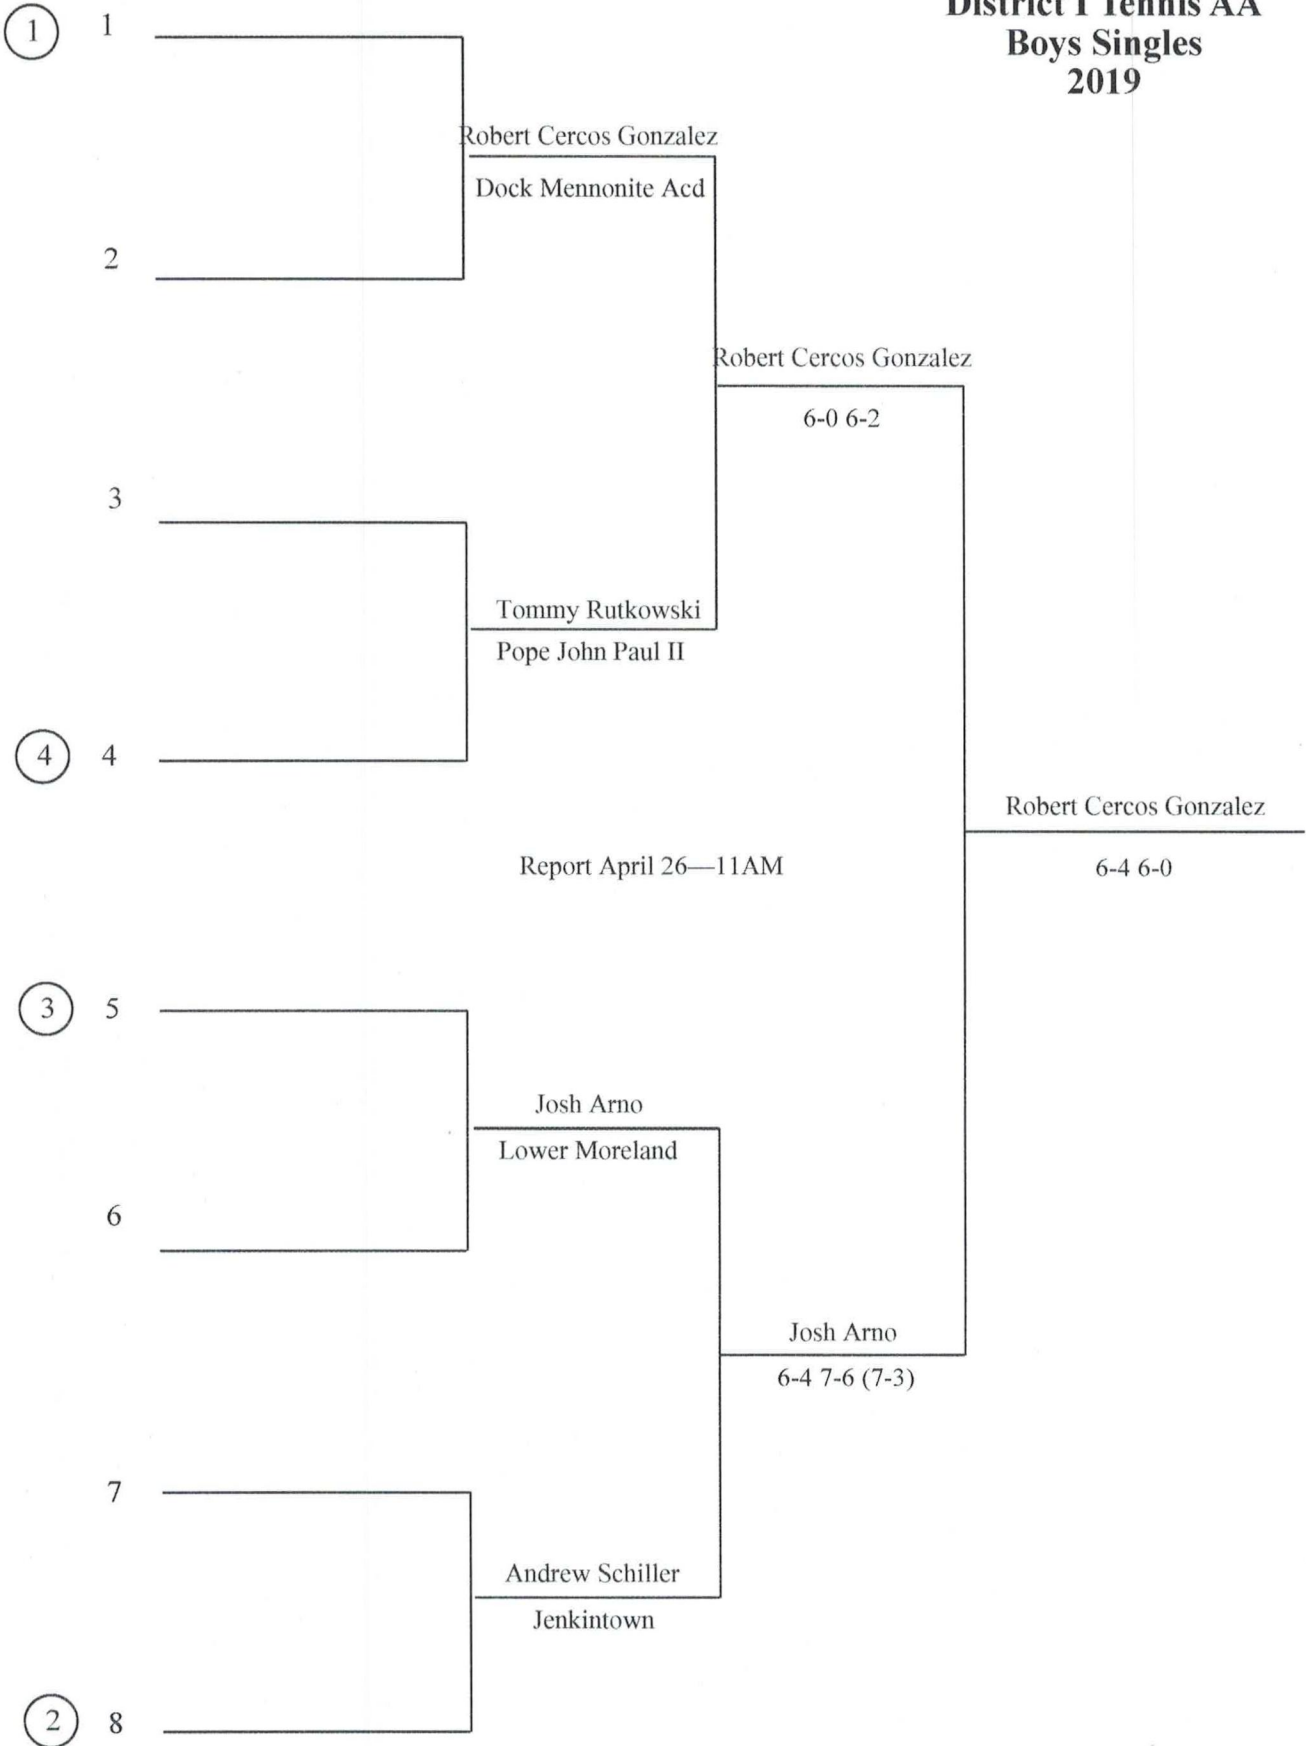 District 1 Tennis AA
Boys Singles
2019
1 1
Robert Cercos Gonzalez
Dock Mennonite Acd
2
Robert Cercos Gonzalez
6-0 6-2
3
Tommy Rutkowski
Pope John Paul II
4 4
Robert Cercos Gonzalez
Report April 26—11AM
6-4 6-0
3 5
Josh Arno
Lower Moreland
6
Josh Arno
6-4 7-6 (7-3)
7
Andrew Schiller
Jenkintown
2 8